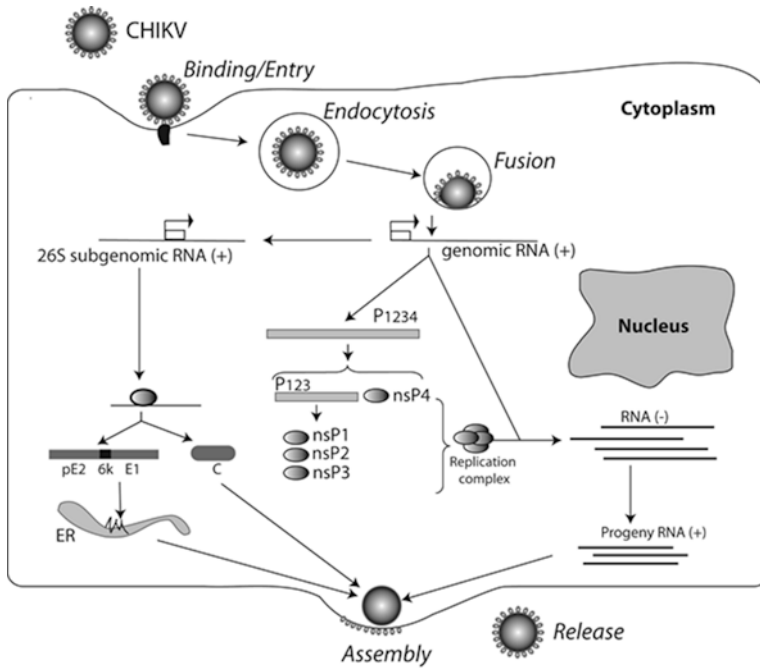 CHIKV
Binding/Entry
Endocytosis
Cytoplasm
Fusion
26S subgenomic RNA (+)
genomic RNA (+)
P1234
Nucleus
P123
nsP4
nsP1
nsP2
nsP3
Replication
complex
RNA (-)
pE2 6k E1
C
ER
Progeny RNA (+)
Assembly
Release